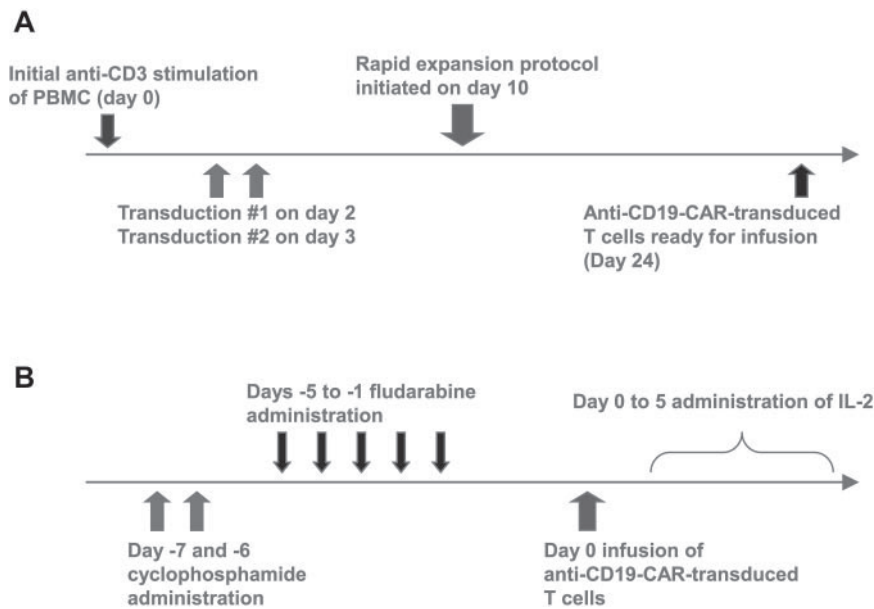 A
Initial anti-CD3 stimulation
of PBMC (day 0)
Rapid expansion protocol
initiated on day 10
Transduction #1 on day 2
Transduction #2 on day 3
Anti-CD19-CAR-transduced
T cells ready for infusion
(Day 24)
B
Days -5 to -1 fludarabine
administration
Day 0 to 5 administration of IL-2
Day -7 and -6
cyclophosphamide
administration
Day 0 infusion of
anti-CD19-CAR-transduced
T cells